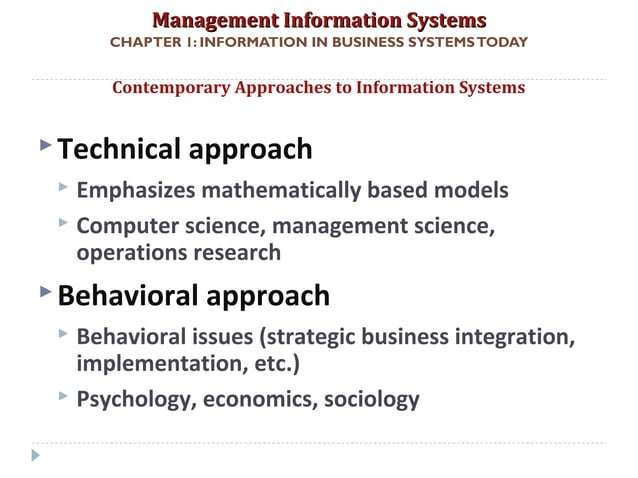 Management Information Systems
CHAPTER 1: INFORMATION IN BUSINESS SYSTEMS TODAY
Contemporary Approaches to Information Systems
Technical approach
Emphasizes mathematically based models
Computer science, management science,
operations research
Behavioral approach
Behavioral issues (strategic business integration,
implementation, etc.)
Psychology, economics, sociology